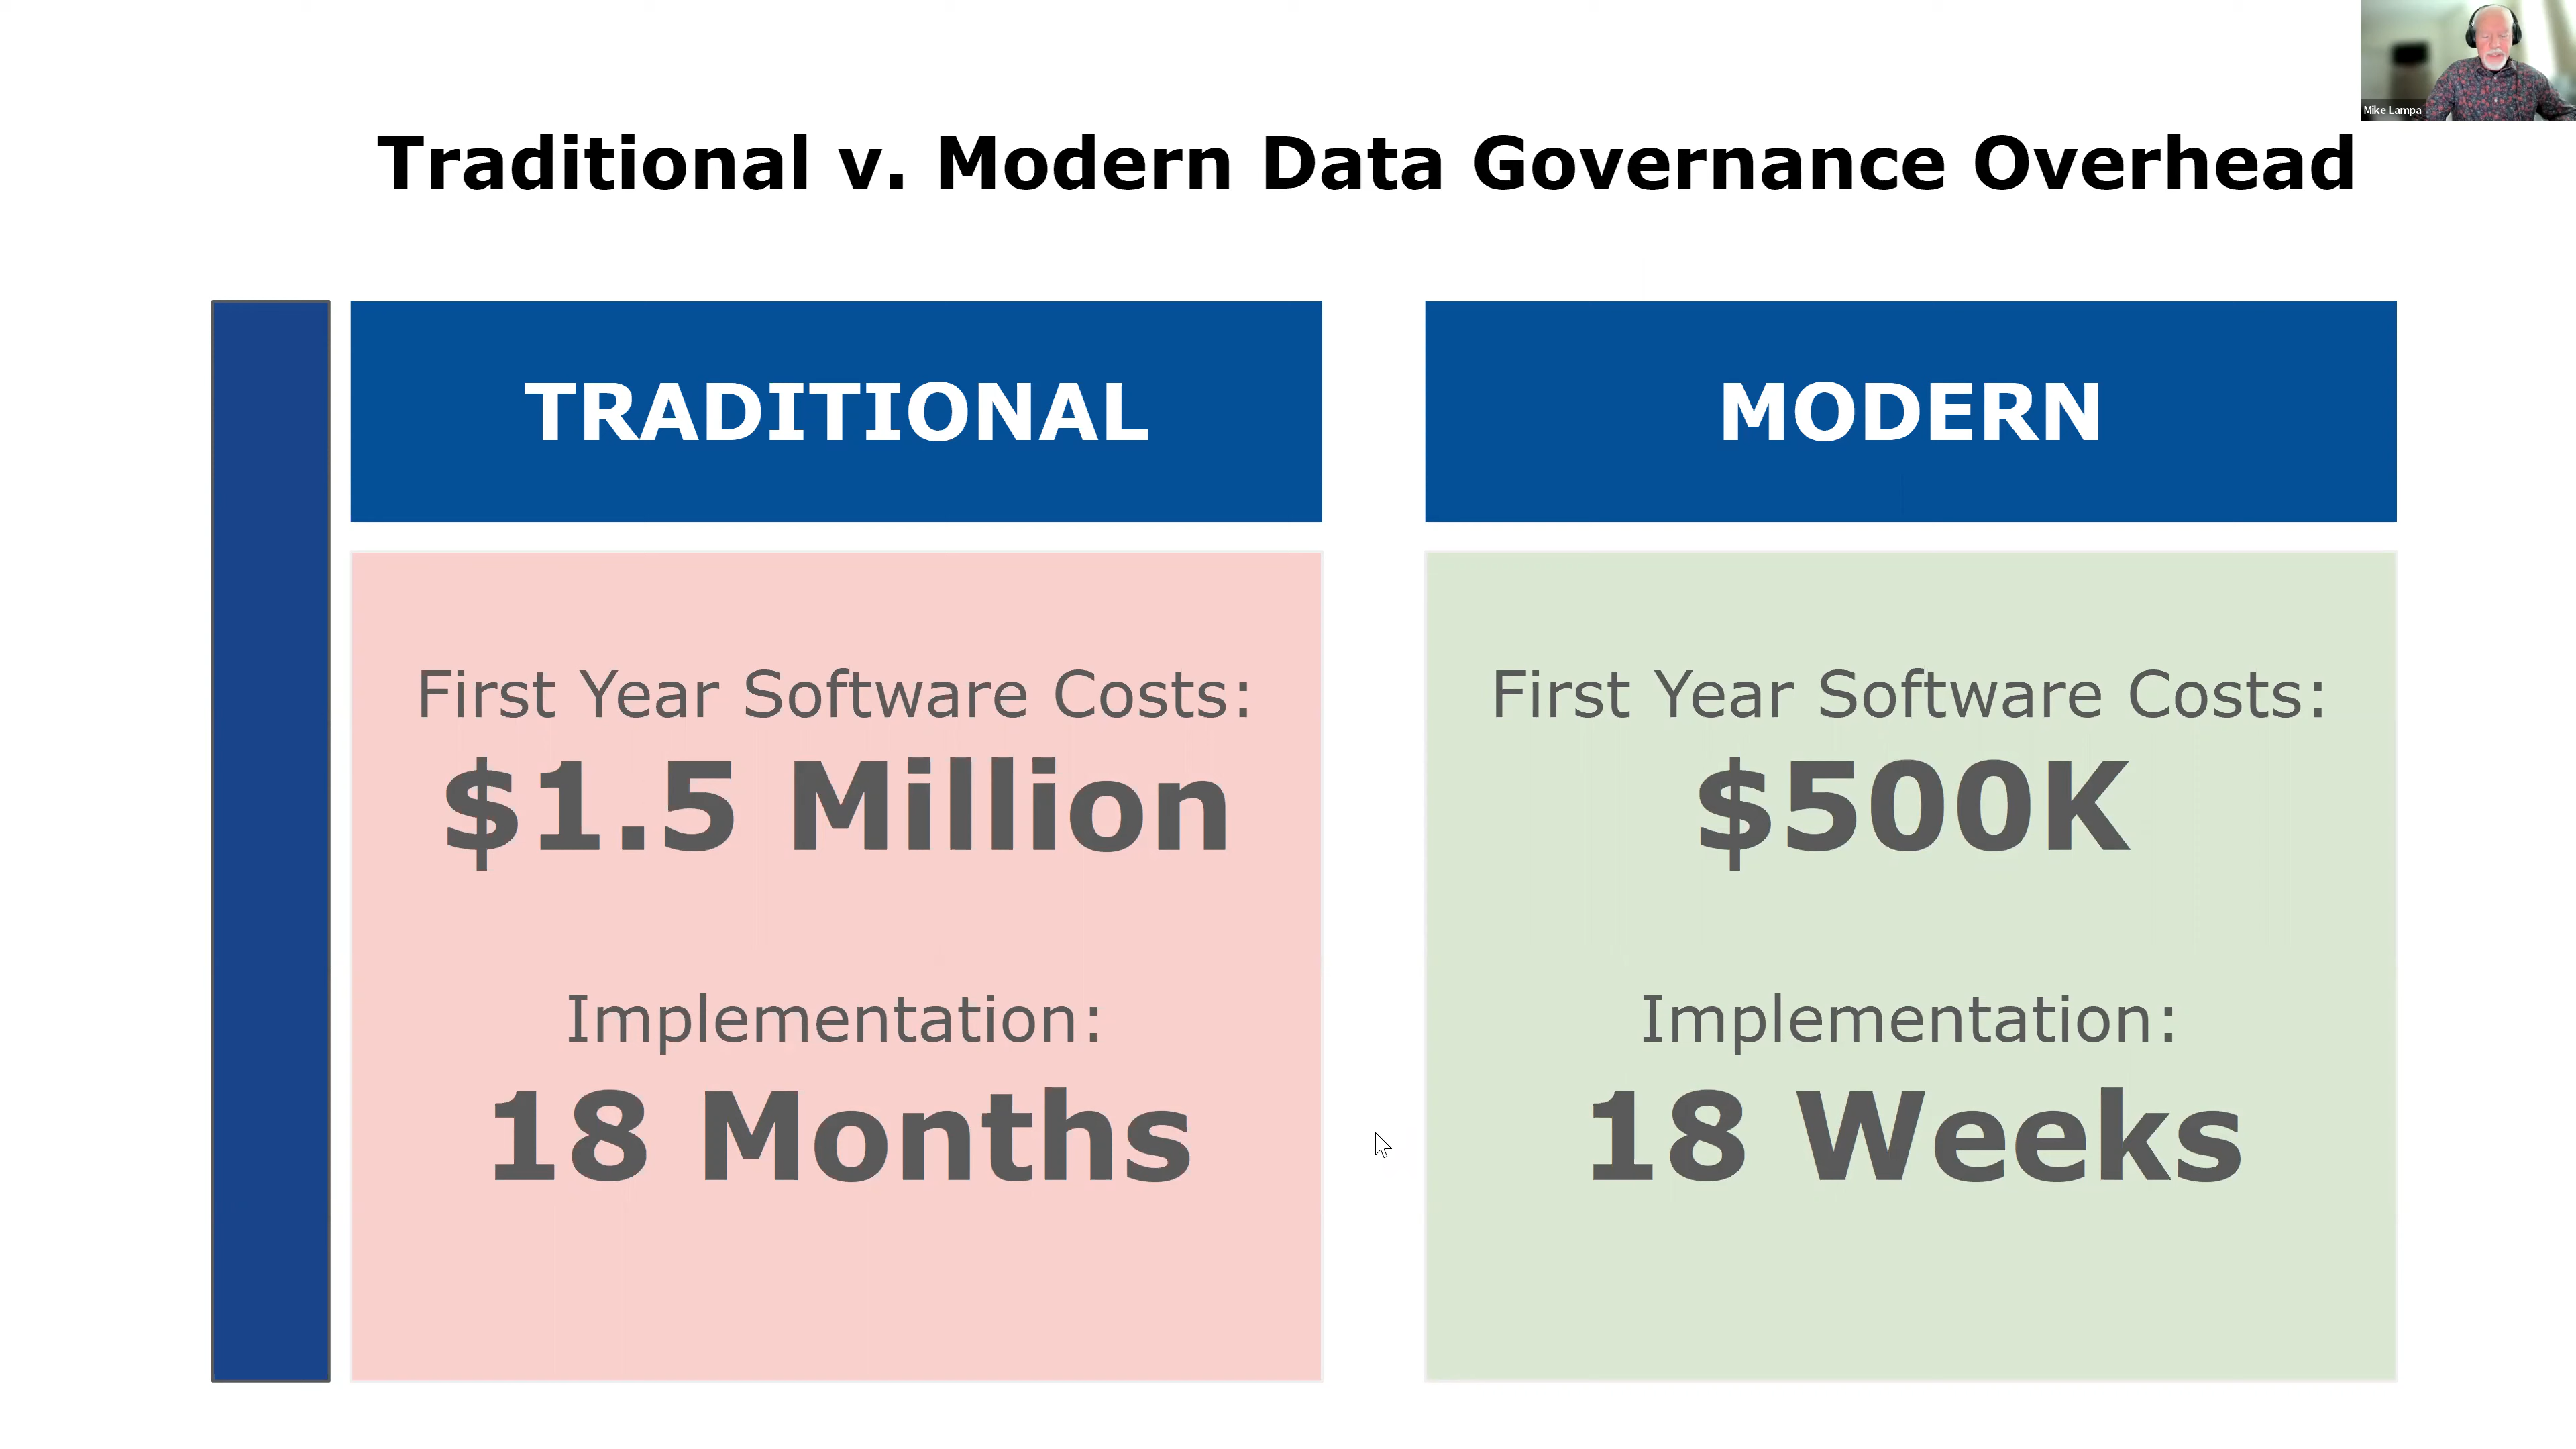 Mike Lampa
Traditional v. Modern Data Governance Overhead
TRADITIONAL
First Year Software Costs:
$1.5 Million
Implementation:
18 Months
MODERN
First Year Software Costs:
$500K
Implementation:
18 Weeks